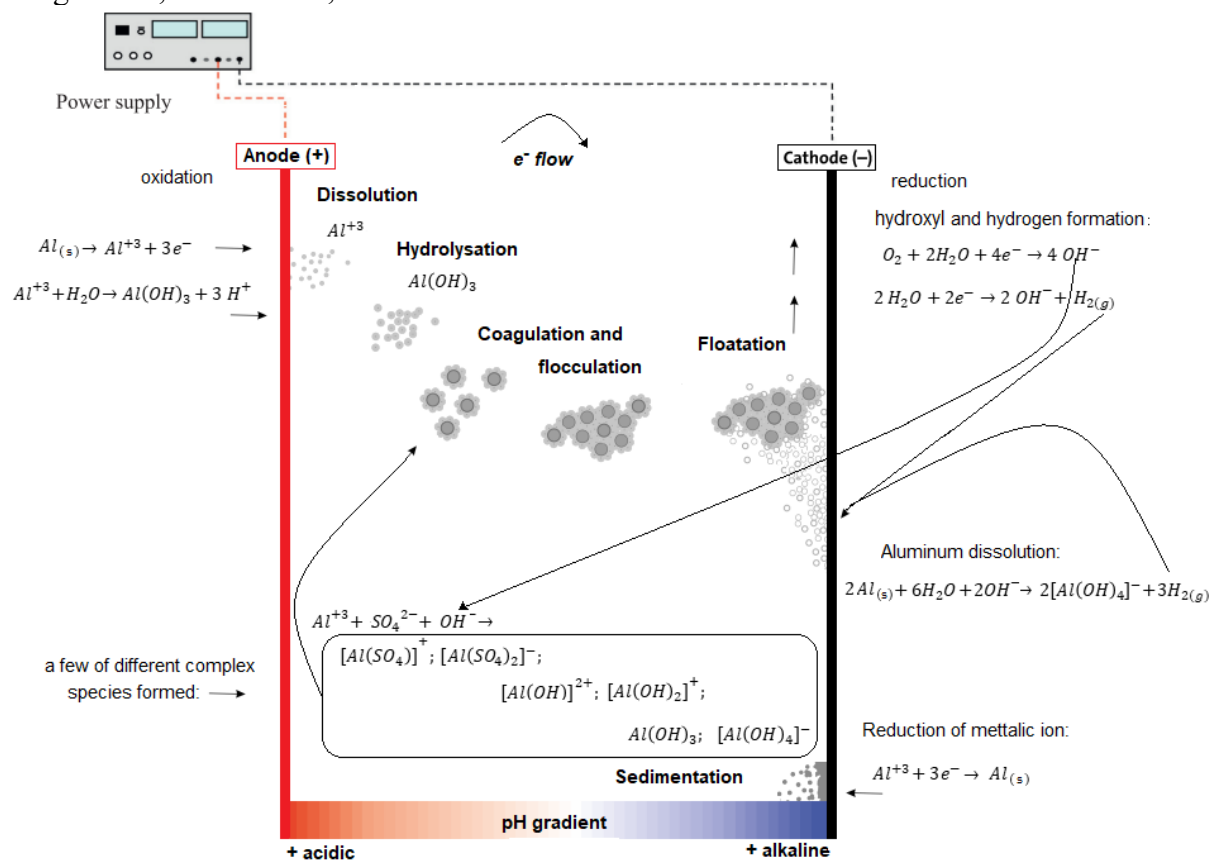 Power supply
Anode (+)
Cathode (–)
e⁻ flow
oxidation
reduction
Dissolution
Al⁺³
Al₍ₛ₎→ Al⁺³ + 3e⁻
Al⁺³+H₂O→ Al(OH)₃ + 3 H⁺
Hydrolysation
Al(OH)₃
hydroxyl and hydrogen formation:
O₂ + 2H₂O + 4e⁻ → 4 OH⁻
2 H₂O + 2e⁻ → 2 OH⁻ + H₂₍g₎
Coagulation and
flocculation
Floatation
Aluminum dissolution:
2Al₍ₛ₎+ 6H₂O + 2OH⁻→ 2[Al(OH)₄]⁻ +3H₂₍g₎
Al⁺³+ SO₄²⁻+ OH⁻→
a few of different complex
species formed:
[Al(SO₄)]⁺; [Al(SO₄)₂]⁻;
[Al(OH)]²⁺; [Al(OH)₂]⁺;
Al(OH)₃; [Al(OH)₄]⁻
Reduction of mettalic ion:
Al⁺³ + 3e⁻ → Al₍ₛ₎
Sedimentation
pH gradient
+ acidic
+ alkaline